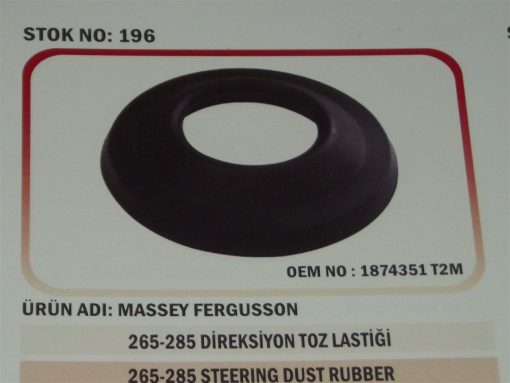 STOK NO: 196
OEM NO : 1874351 T2M
ÜRÜN ADI: MASSEY FERGUSSON
265-285 DİREKSİYON TOZ LASTİĞİ
265-285 STEERING DUST RUBBER